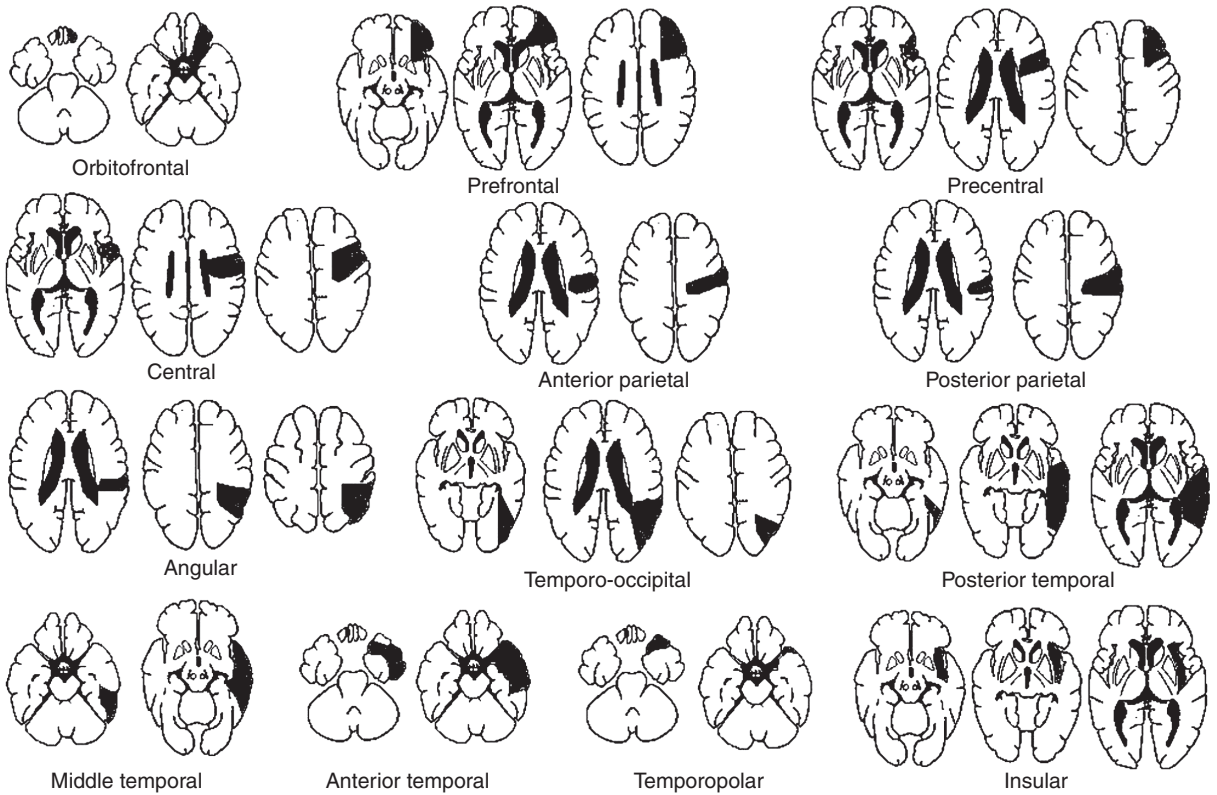 Orbitofrontal
Prefrontal
Precentral
Central
Anterior parietal
Posterior parietal
Angular
Temporo-occipital
Posterior temporal
Middle temporal
Anterior temporal
Temporopolar
Insular